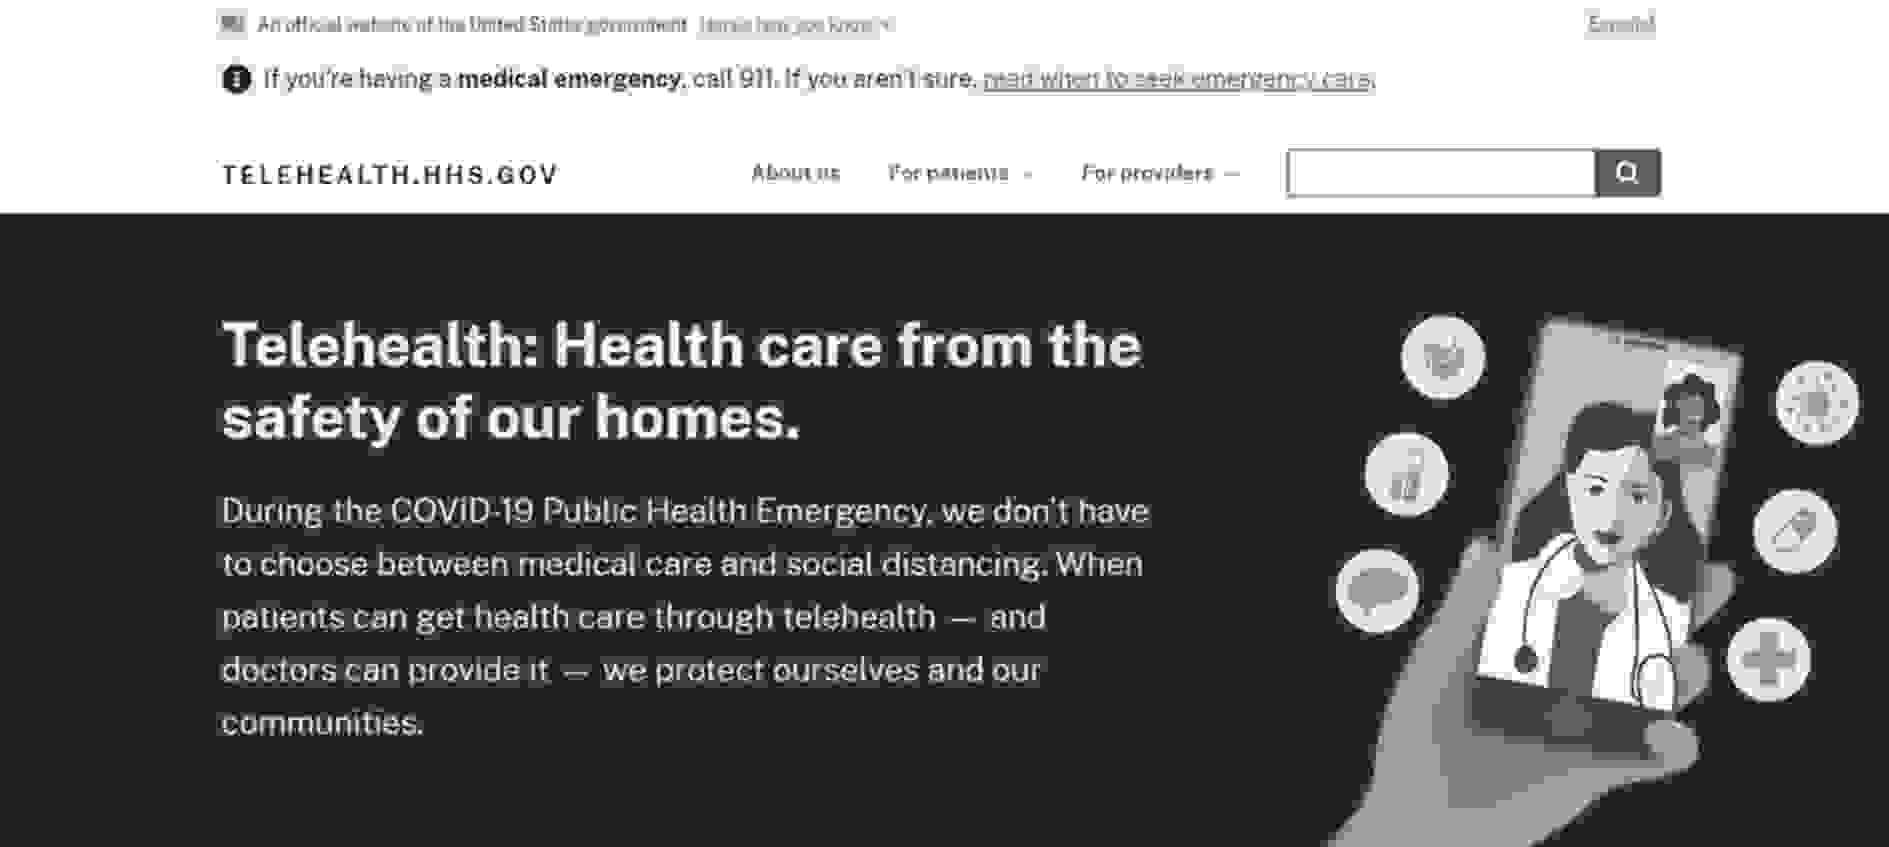 An official website of the United States government Here's how you know
Español
If you're having a medical emergency, call 911. If you aren't sure, read when to seek emergency care.
TELEHEALTH.HHS.GOV
About us
For patients
For providers
Telehealth: Health care from the
safety of our homes.
During the COVID-19 Public Health Emergency, we don't have
to choose between medical care and social distancing. When
patients can get health care through telehealth — and
doctors can provide it — we protect ourselves and our
communities.